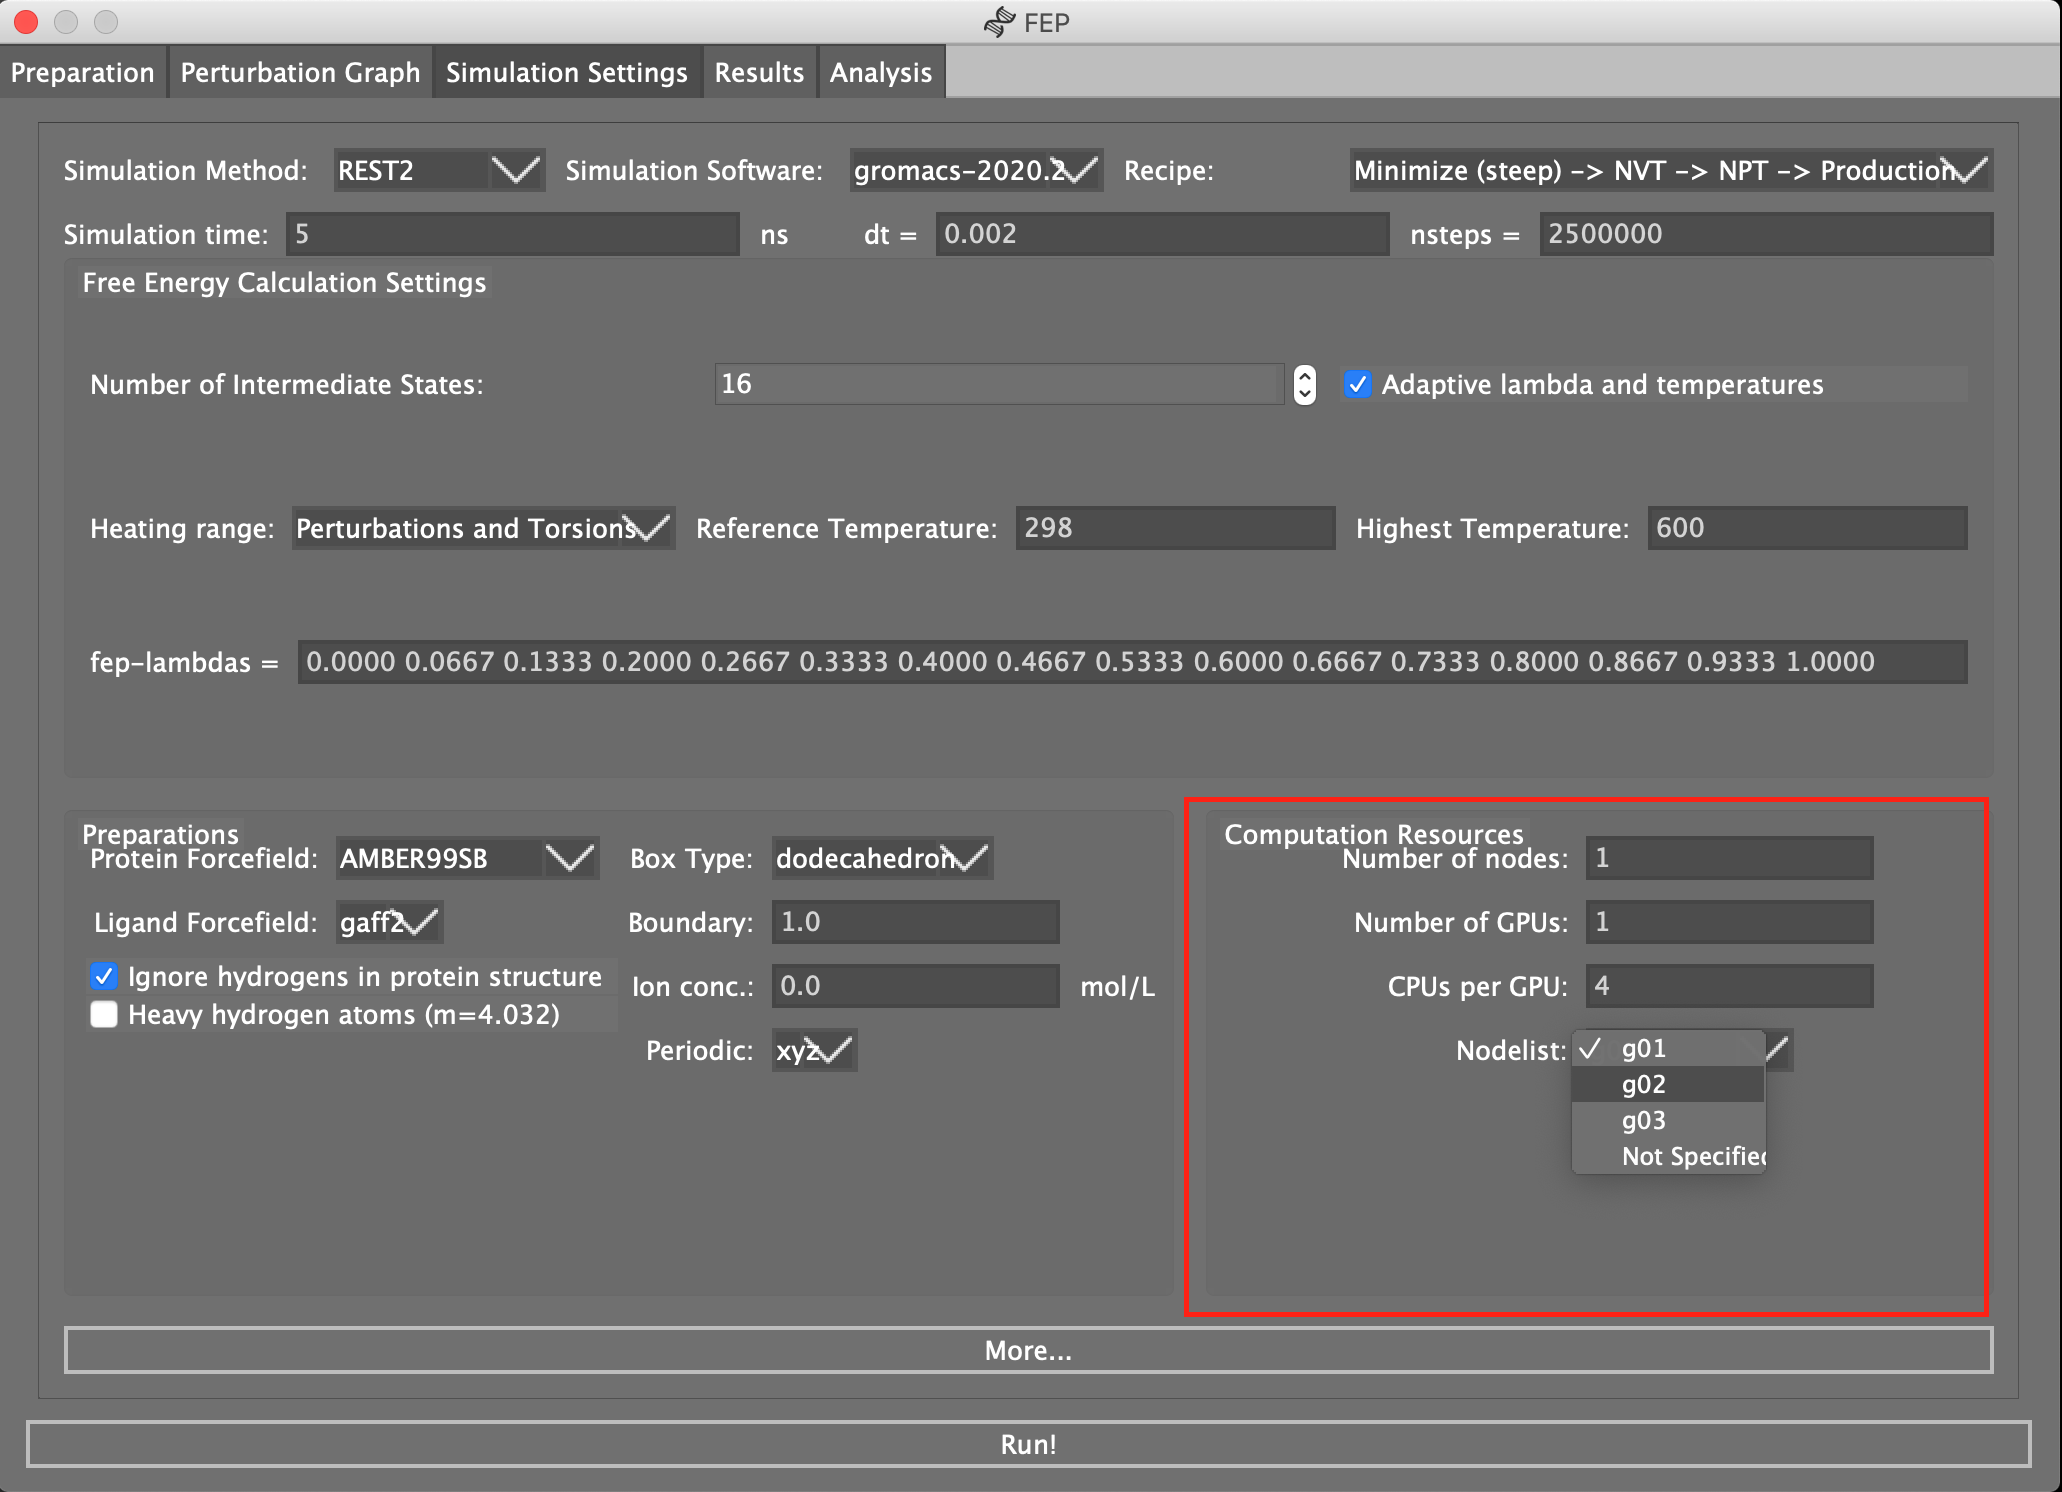 FEP
Preparation Perturbation Graph Simulation Settings Results Analysis
Simulation Method: REST2 Simulation Software: gromacs-2020.2 Recipe: Minimize (steep) -> NVT -> NPT -> Production
Simulation time: 5 ns dt = 0.002 nsteps = 2500000
Free Energy Calculation Settings
Number of Intermediate States: 16 Adaptive lambda and temperatures
Heating range: Perturbations and Torsions Reference Temperature: 298 Highest Temperature: 600
fep-lambdas = 0.0000 0.0667 0.1333 0.2000 0.2667 0.3333 0.4000 0.4667 0.5333 0.6000 0.6667 0.7333 0.8000 0.8667 0.9333 1.0000
Preparations
Protein Forcefield: AMBER99SB Box Type: dodecahedron
Ligand Forcefield: gaff2 Boundary: 1.0
Ignore hydrogens in protein structure Ion conc.: 0.0 mol/L
Heavy hydrogen atoms (m=4.032)
Periodic: xyz
Computation Resources
Number of nodes: 1
Number of GPUs: 1
CPUs per GPU: 4
Nodelist: g01
g02
g03
Not Specified
More...
Run!